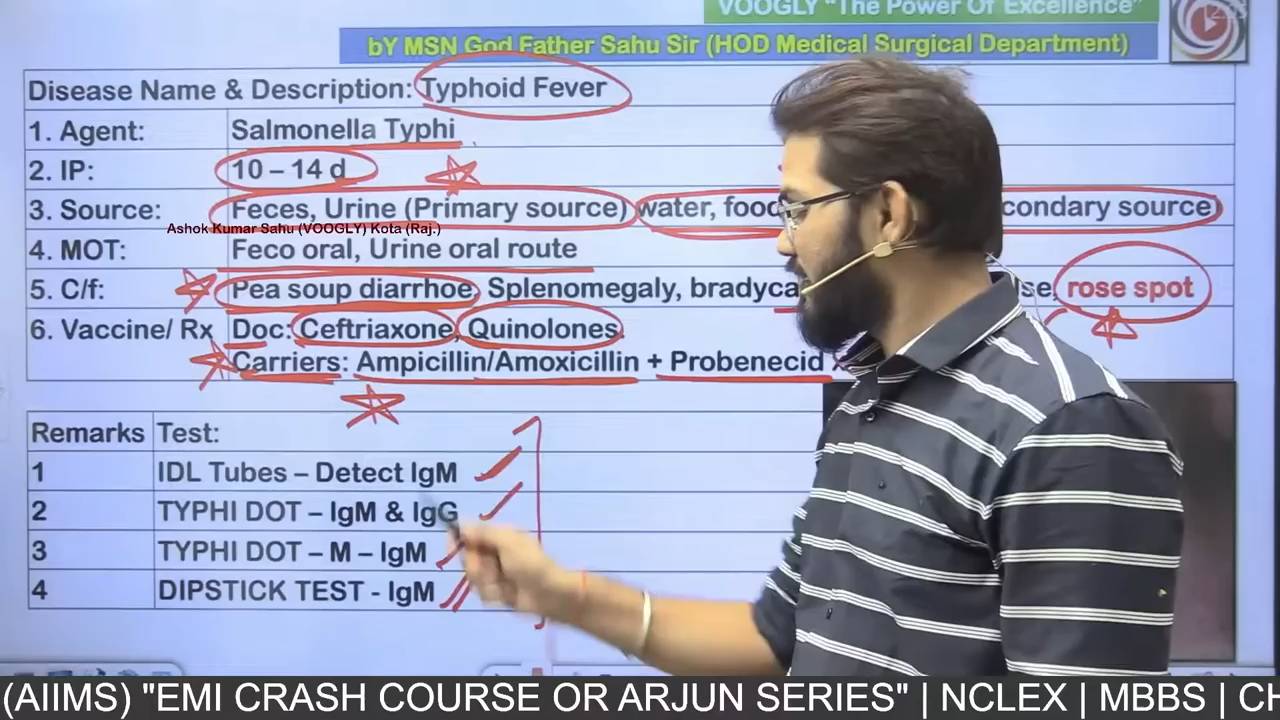 VOOGLY "The Power Of Excellence"
bY MSN God Father Sahu Sir (HOD Medical Surgical Department)
Disease Name & Description: Typhoid Fever
1. Agent: Salmonella Typhi
2. IP: 10 – 14 d
3. Source: Feces, Urine (Primary source) water, food condary source
Ashok Kumar Sahu (VOOGLY) Kota (Raj.)
4. MOT: Feco oral, Urine oral route
5. C/f: Pea soup diarrhoe, Splenomegaly, bradyca lse, rose spot
6. Vaccine/ Rx Doc: Ceftriaxone, Quinolones.
Carriers: Ampicillin/Amoxicillin + Probenecid
Remarks Test:
1 IDL Tubes – Detect IgM
2 TYPHI DOT – IgM & IgG
3 TYPHI DOT – M – IgM
4 DIPSTICK TEST - IgM
(AIIMS) "EMI CRASH COURSE OR ARJUN SERIES" | NCLEX | MBBS | CH